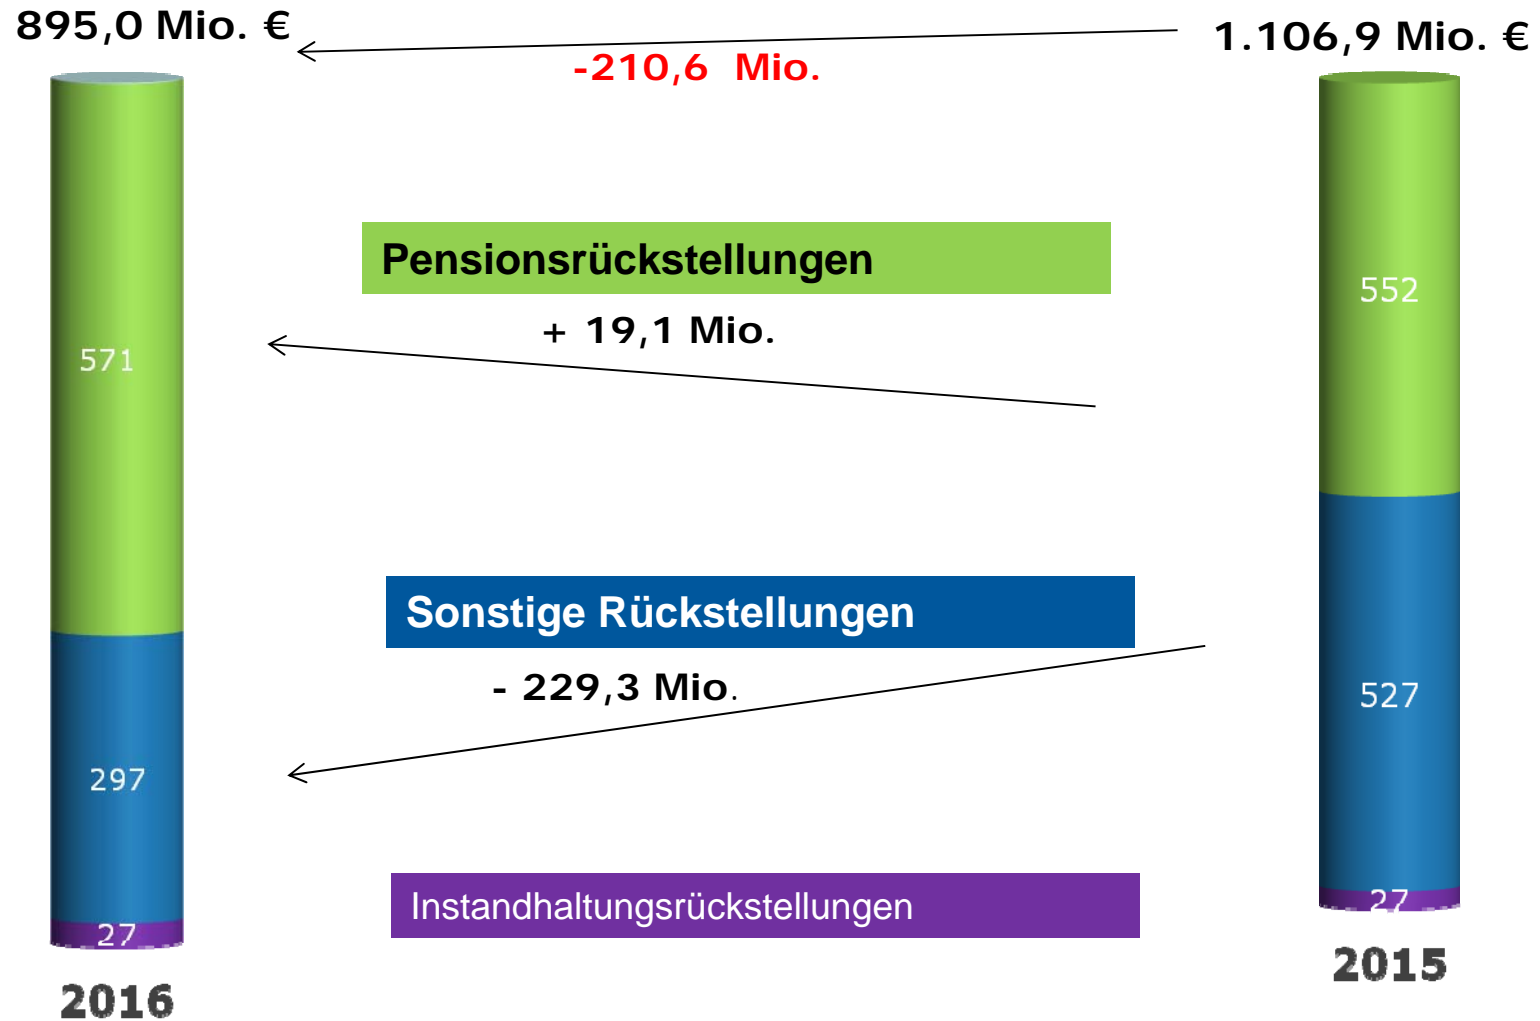 895,0 Mio. €
1.106,9 Mio. €
-210,6 Mio.
Pensionsrückstellungen
552
+ 19,1 Mio.
571
Sonstige Rückstellungen
- 229,3 Mio.
527
297
Instandhaltungsrückstellungen
27
27
2015
2016